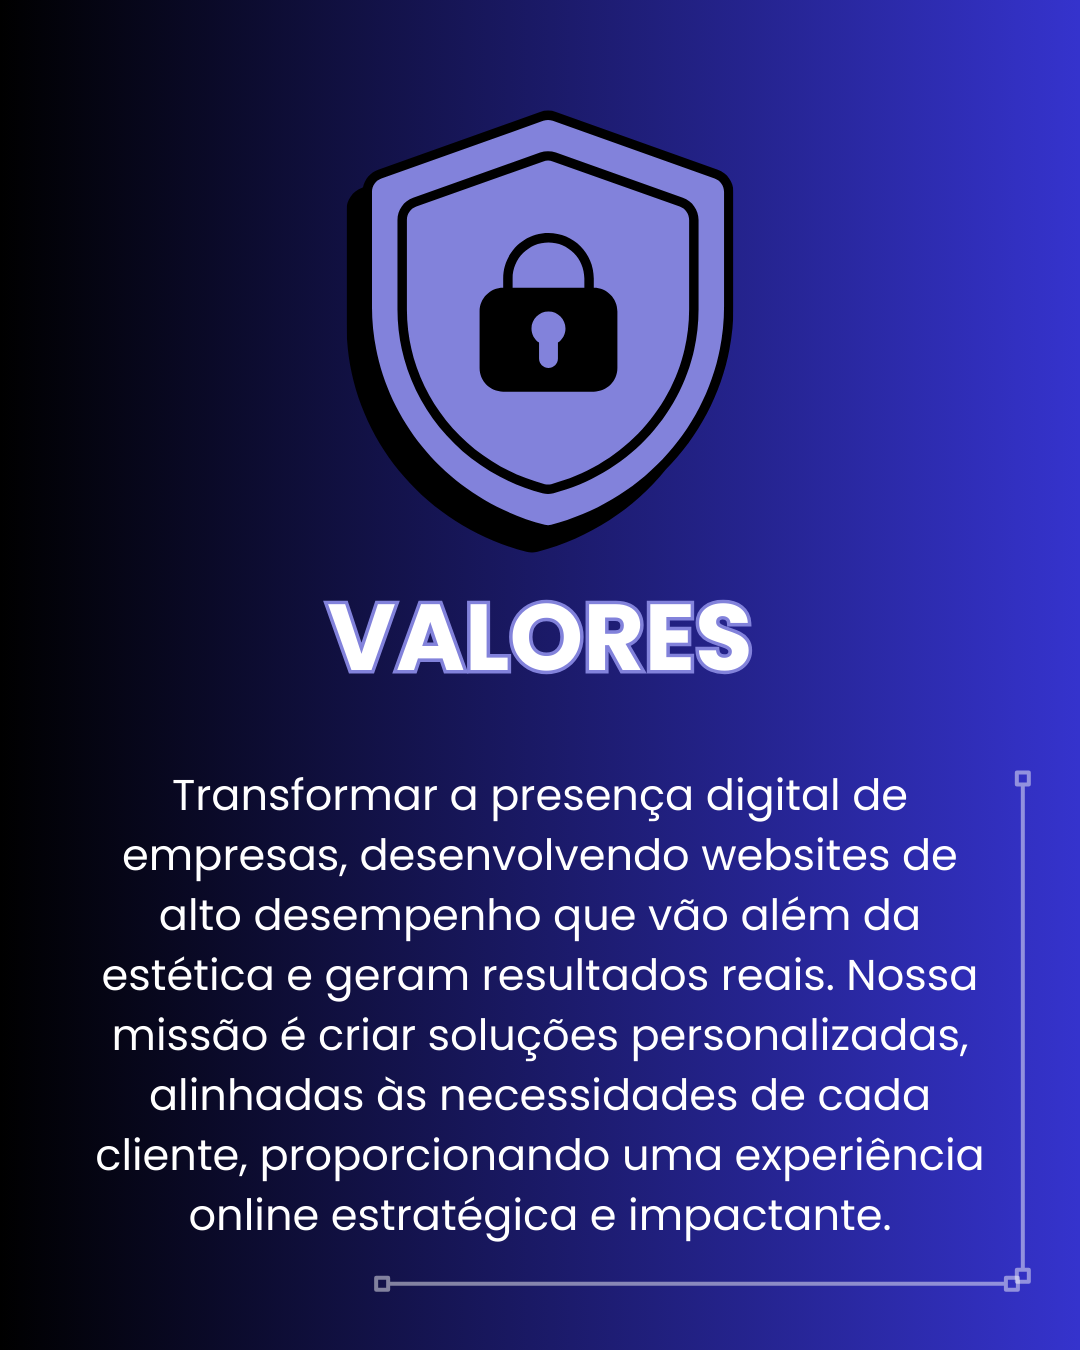 VALORES
Transformar a presença digital de
empresas, desenvolvendo websites de
alto desempenho que vão além da
estética e geram resultados reais. Nossa
missão é criar soluções personalizadas,
alinhadas às necessidades de cada
cliente, proporcionando uma experiência
online estratégica e impactante.